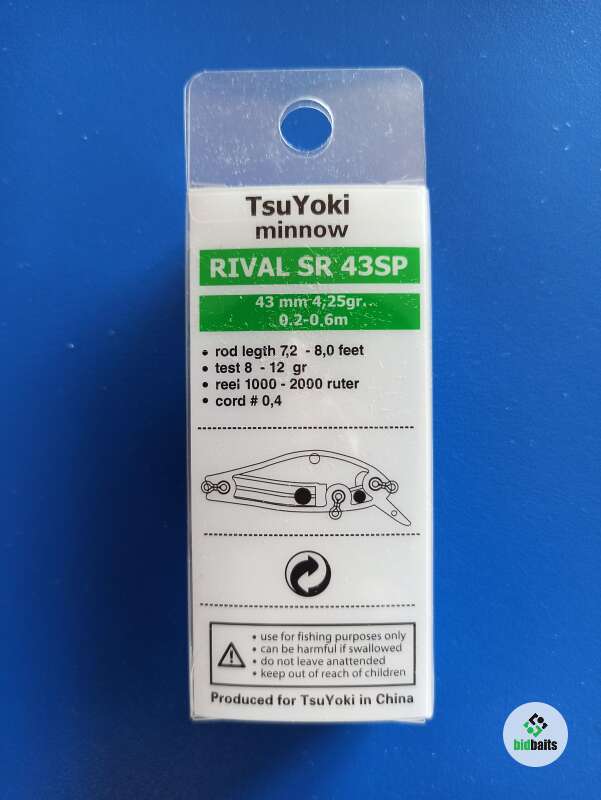 TsuYoki
minnow
RIVAL SR 43SP
43 mm 4,25gr.
0.2-0.6m
• rod legth 7,2 - 8,0 feet
• test 8 - 12 gr
• reel 1000 - 2000 ruter
• cord # 0,4
• use for fishing purposes only
• can be harmful if swallowed
• do not leave anattended
• keep out of reach of children
Produced for TsuYoki in China
bidbaits